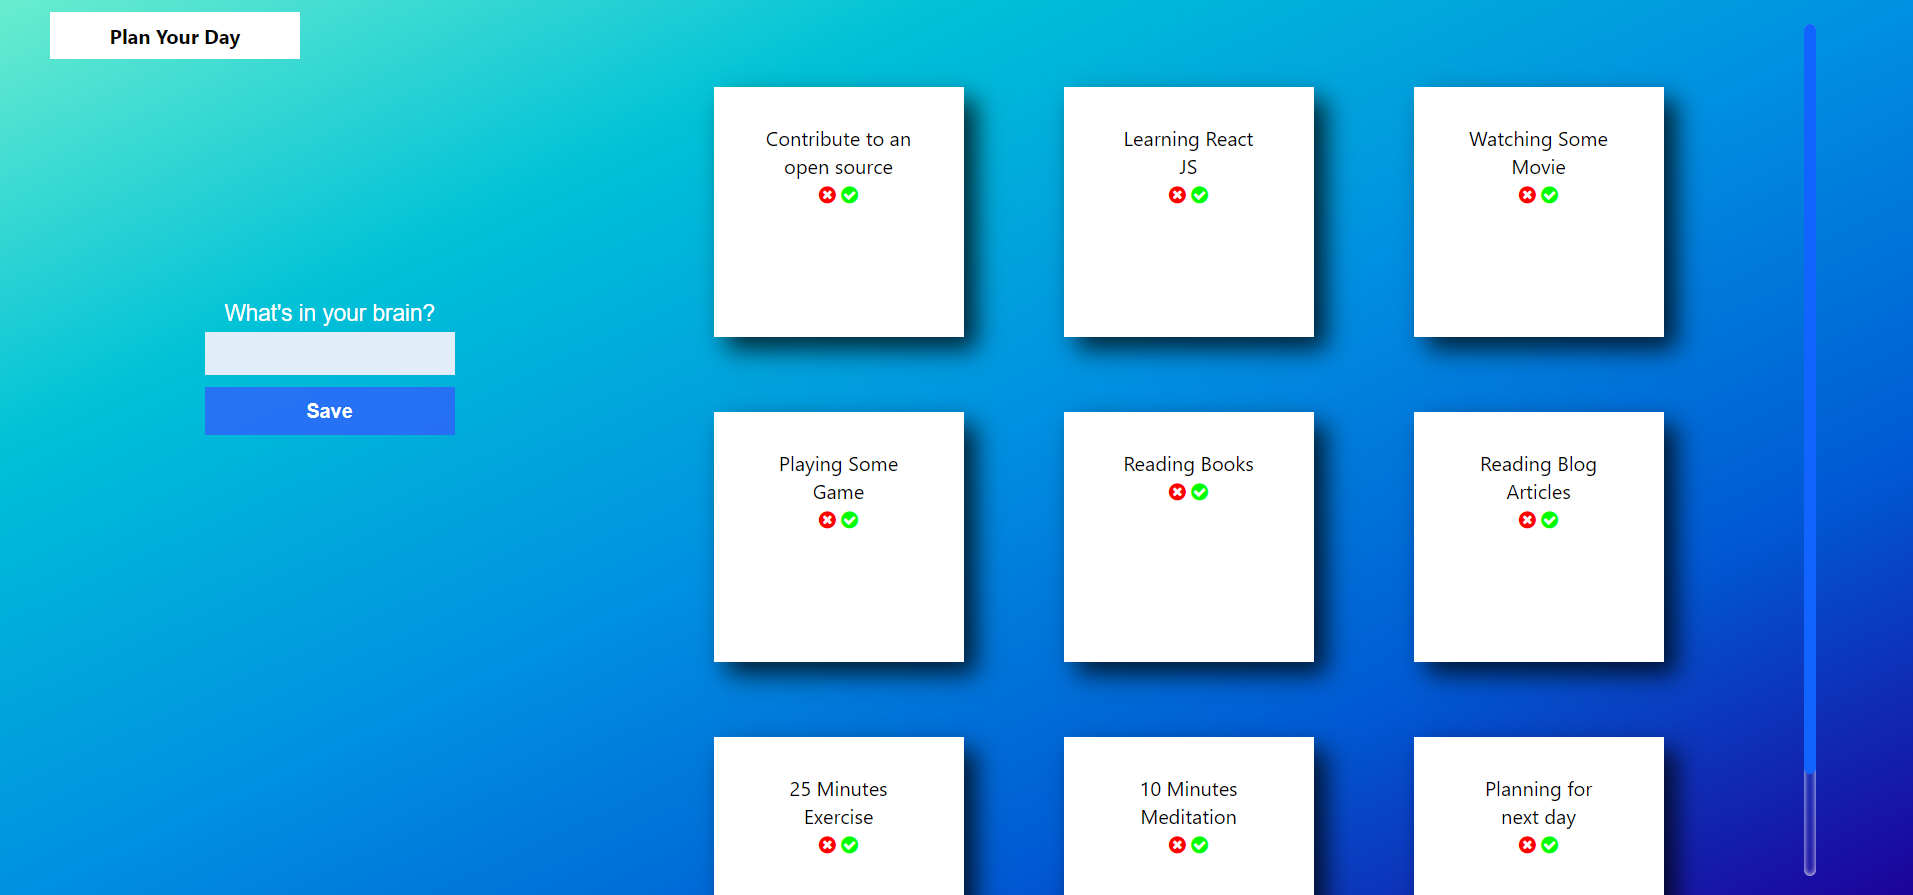 Plan Your Day
What's in your brain?
Save
Contribute to an
open source
Learning React
JS
Watching Some
Movie
Playing Some
Game
Reading Books
Reading Blog
Articles
25 Minutes
Exercise
10 Minutes
Meditation
Planning for
next day